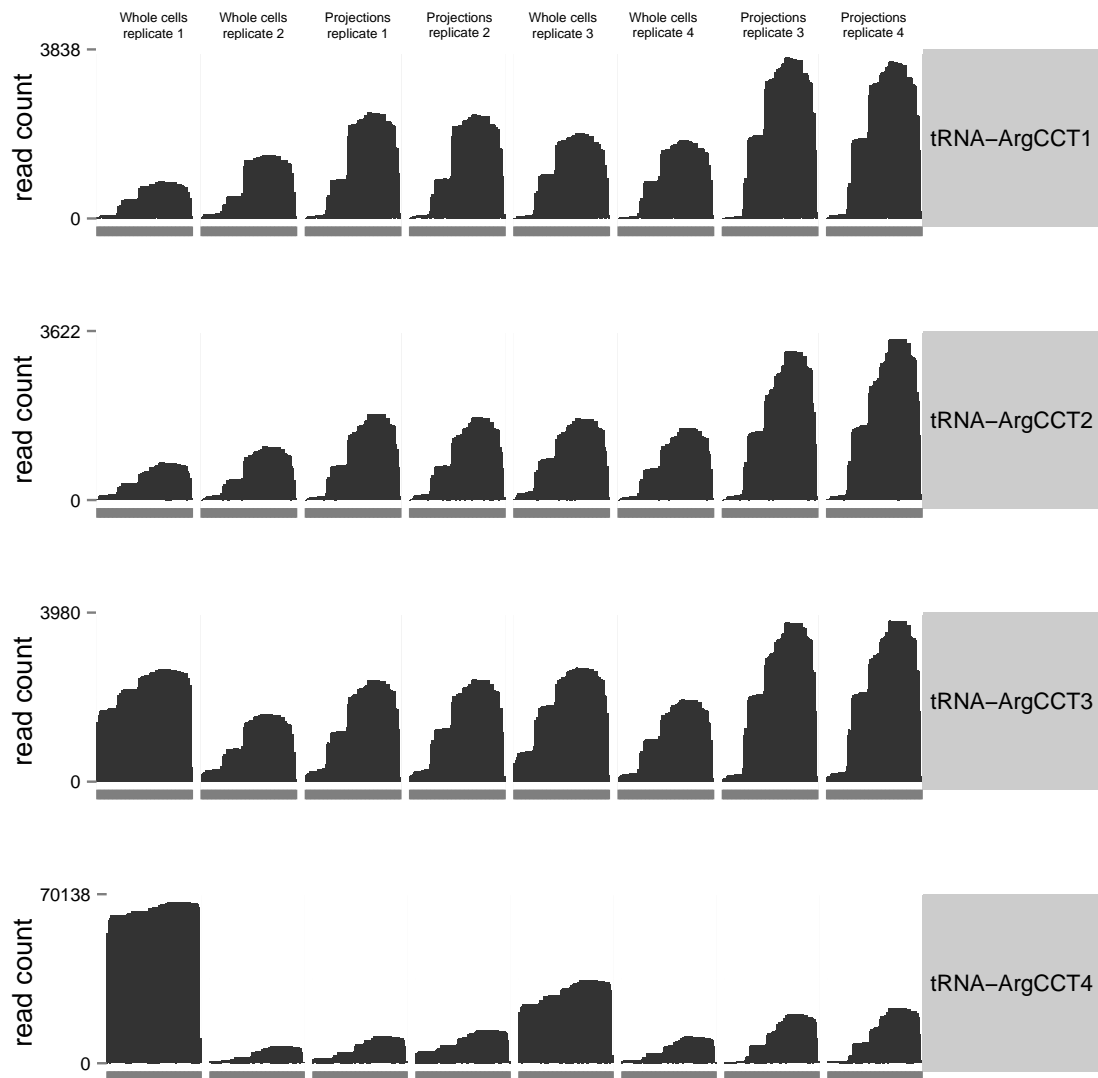 Whole cells
replicate 1
Whole cells
replicate 2
Projections
replicate 1
Projections
replicate 2
Whole cells
replicate 3
Whole cells
replicate 4
Projections
replicate 3
Projections
replicate 4
3838
read count
0
tRNA−ArgCCT1
3622
read count
0
tRNA−ArgCCT2
3980
read count
0
tRNA−ArgCCT3
70138
read count
0
tRNA−ArgCCT4